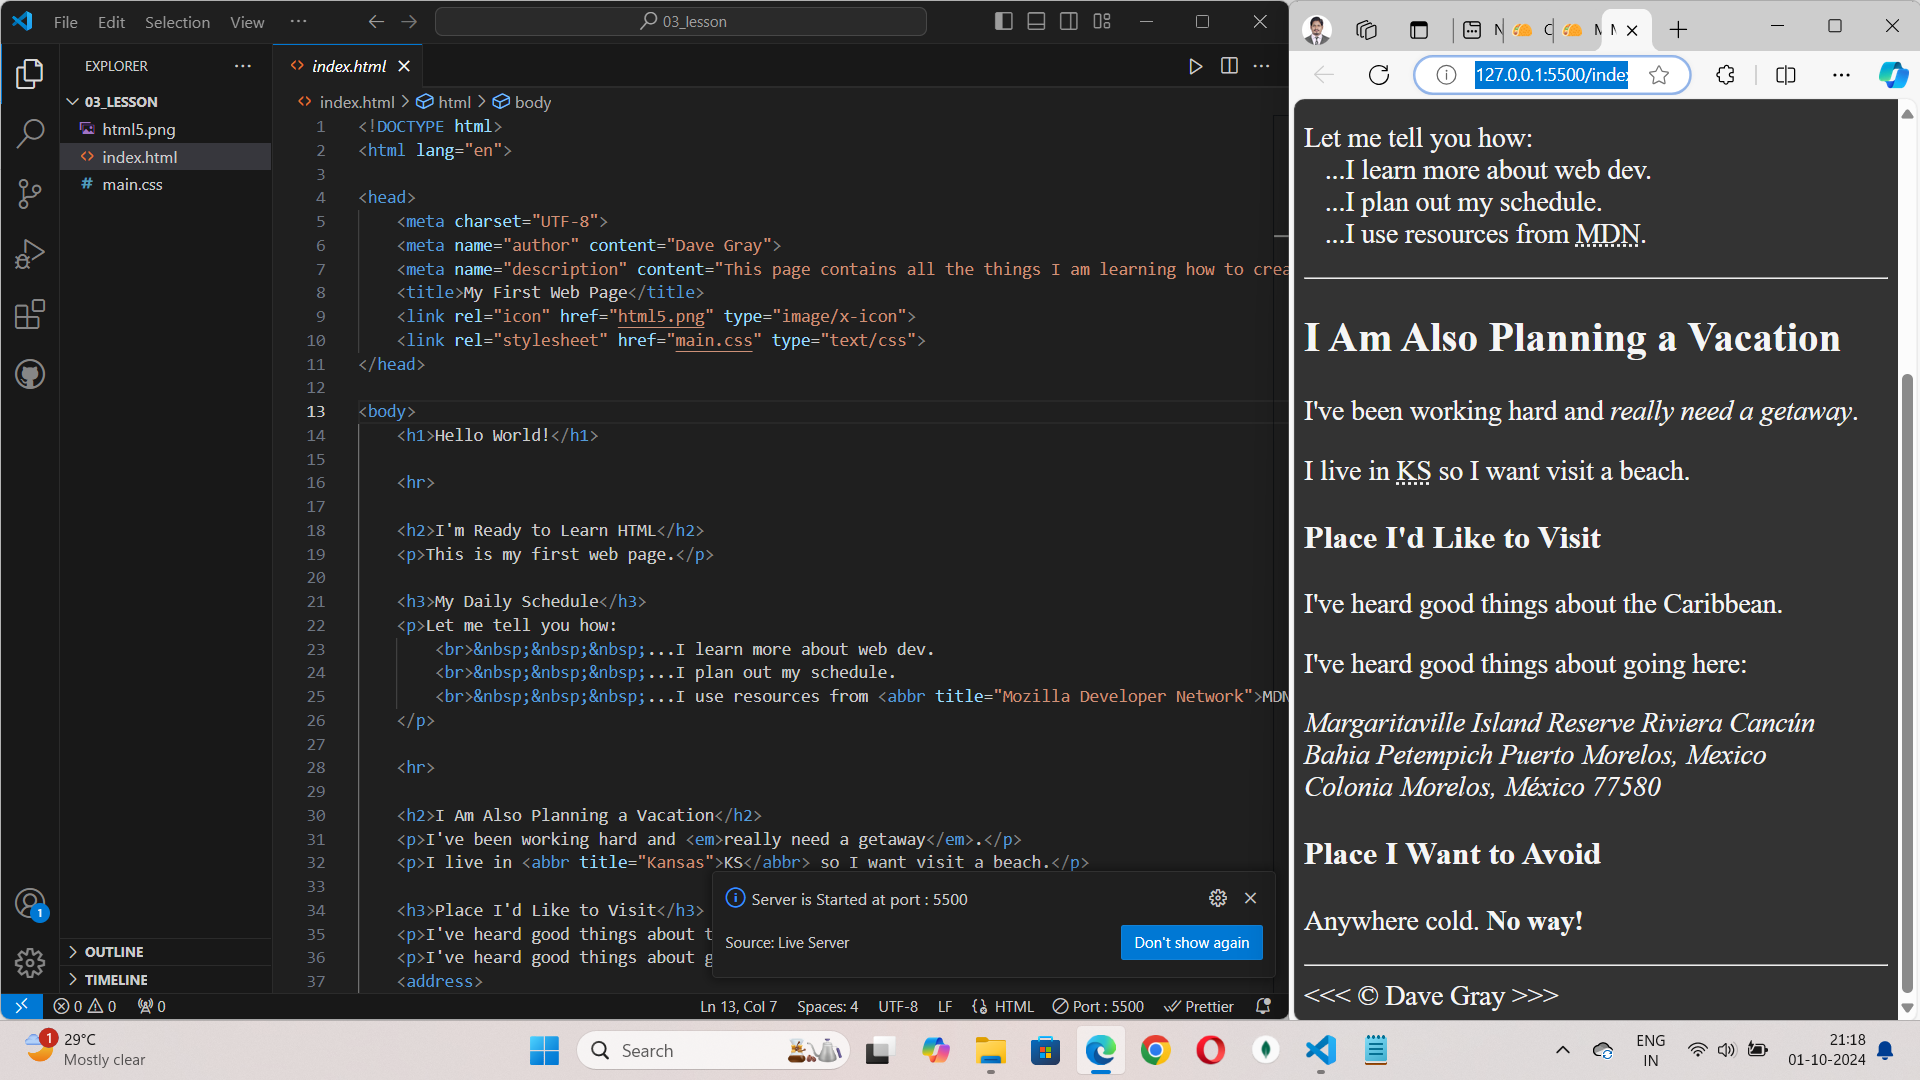 File Edit Selection View ··· 03_lesson
EXPLORER
03_LESSON
html5.png
index.html
main.css
OUTLINE
TIMELINE
index.html
index.html > html > body
1 <!DOCTYPE html>
2 <html lang="en">
3
4 <head>
5 <meta charset="UTF-8">
6 <meta name="author" content="Dave Gray">
7 <meta name="description" content="This page contains all the things I am learning how to crea
8 <title>My First Web Page</title>
9 <link rel="icon" href="html5.png" type="image/x-icon">
10 <link rel="stylesheet" href="main.css" type="text/css">
11 </head>
12
13 <body>
14 <h1>Hello World!</h1>
15
16 <hr>
17
18 <h2>I'm Ready to Learn HTML</h2>
19 <p>This is my first web page.</p>
20
21 <h3>My Daily Schedule</h3>
22 <p>Let me tell you how:
23 <br>&nbsp;&nbsp;&nbsp;...I learn more about web dev.
24 <br>&nbsp;&nbsp;&nbsp;...I plan out my schedule.
25 <br>&nbsp;&nbsp;&nbsp;...I use resources from <abbr title="Mozilla Developer Network">MDN
26 </p>
27
28 <hr>
29
30 <h2>I Am Also Planning a Vacation</h2>
31 <p>I've been working hard and <em>really need a getaway</em>.</p>
32 <p>I live in <abbr title="Kansas">KS</abbr> so I want visit a beach.</p>
33
34 <h3>Place I'd Like to Visit</h3>
35 <p>I've heard good things about t
36 <p>I've heard good things about g
37 <address>
Server is Started at port : 5500
Source: Live Server
Don't show again
1
0 0 0
Ln 13, Col 7 Spaces: 4 UTF-8 LF HTML Port : 5500 Prettier
127.0.0.1:5500/inde
Let me tell you how:
...I learn more about web dev.
...I plan out my schedule.
...I use resources from MDN.
I Am Also Planning a Vacation
I've been working hard and really need a getaway.
I live in KS so I want visit a beach.
Place I'd Like to Visit
I've heard good things about the Caribbean.
I've heard good things about going here:
Margaritaville Island Reserve Riviera Cancún
Bahia Petempich Puerto Morelos, Mexico
Colonia Morelos, México 77580
Place I Want to Avoid
Anywhere cold. No way!
<<< © Dave Gray >>>
1
29°C
Mostly clear
Search
ENG
IN
21:18
01-10-2024